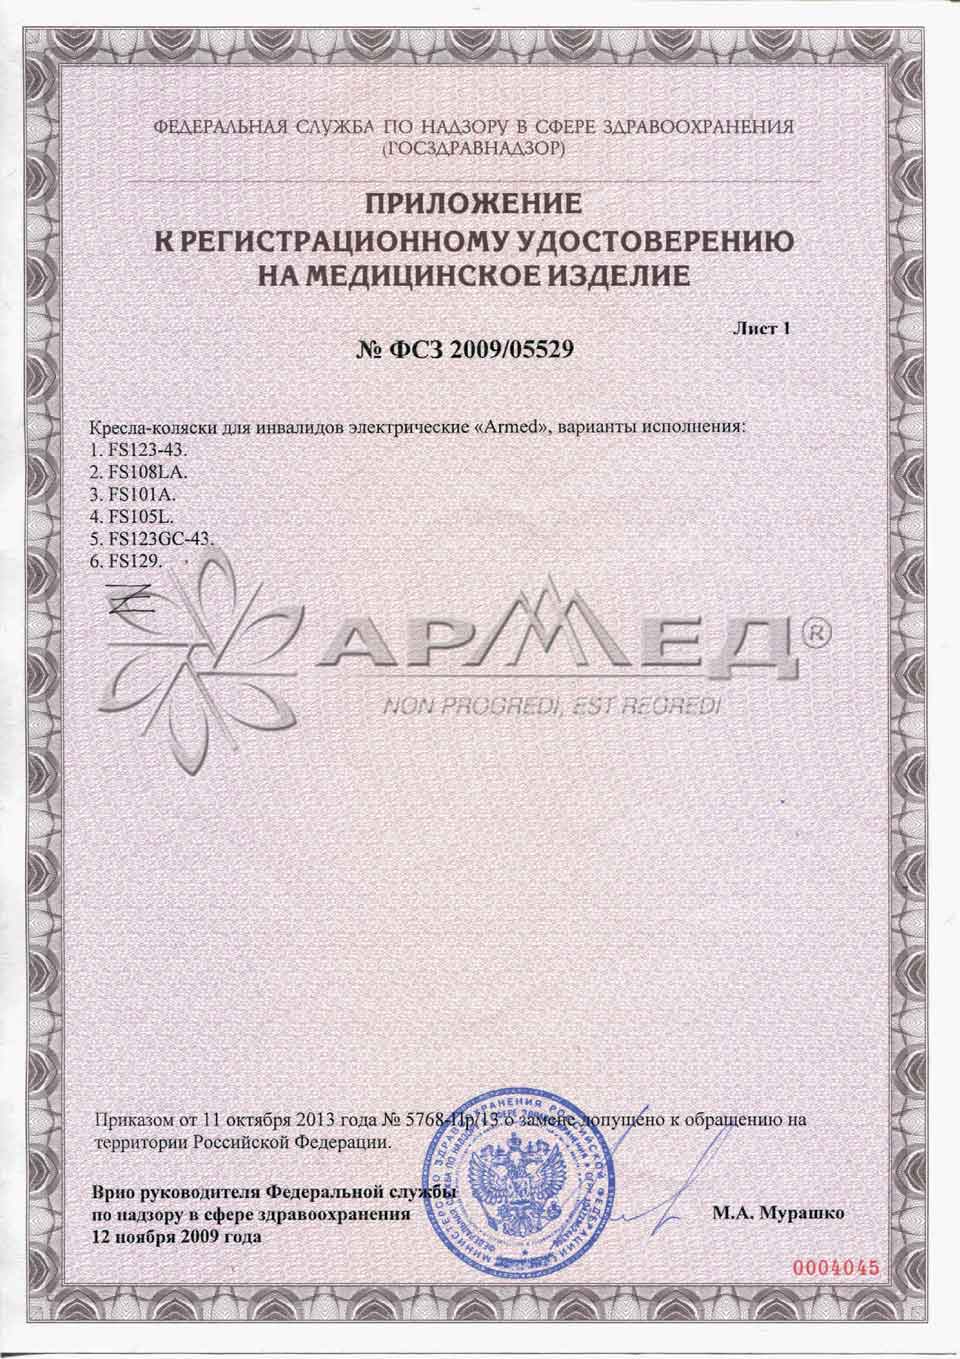 ФЕДЕРАЛЬНАЯ СЛУЖБА ПО НАДЗОРУ В СФЕРЕ ЗДРАВООХРАНЕНИЯ
(ГОСЗДРАВНАДЗОР)
ПРИЛОЖЕНИЕ
К РЕГИСТРАЦИОННОМУ УДОСТОВЕРЕНИЮ
НА МЕДИЦИНСКОЕ ИЗДЕЛИЕ
Лист 1
№ ФСЗ 2009/05529
Кресла-коляски для инвалидов электрические «Armed», варианты исполнения:
1. FS123-43.
2. FS108LA.
3. FS101A.
4. FS105L.
5. FS123GC-43.
6. FS129.
АРМЕД®
NON PROGREDI, EST REGREDI
Приказом от 11 октября 2013 года № 5768-Пр/13 о замене допущено к обращению на
территории Российской Федерации.
Врио руководителя Федеральной службы
по надзору в сфере здравоохранения
12 ноября 2009 года
М.А. Мурашко
0004045